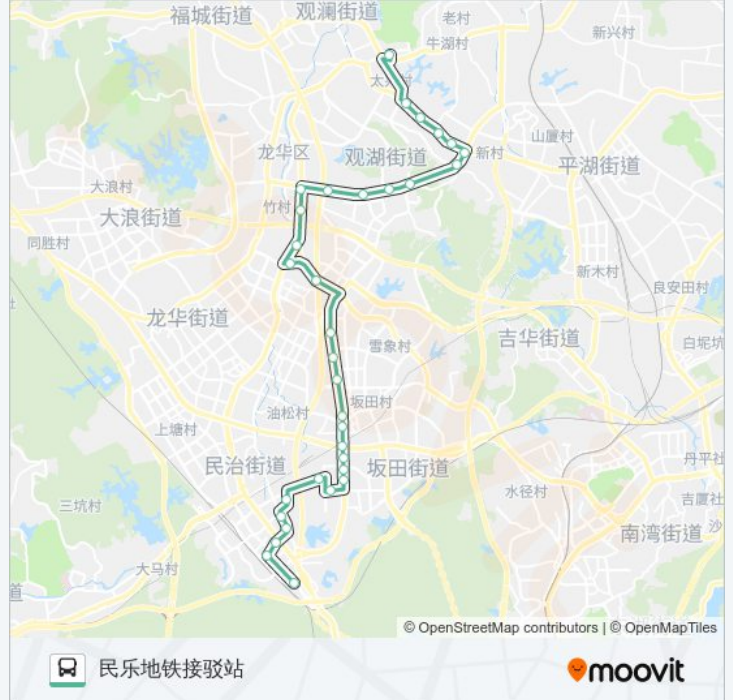 福城街道
观澜街道
老村
新兴村
牛湖村
山厦村
龙华区
观湖街道
新村
平湖街道
大浪村
竹村
大浪街道
同胜村
新木村
良安田村
龙华街道
吉华街道
雪象村
白坭坑
坂田村
油松村
上塘村
民治街道
坂田街道
丹平社
水径村
吉厦社
三坑村
南湾街道
沙
大马村
道
© OpenStreetMap contributors | © OpenMapTiles
民乐地铁接驳站
moovit